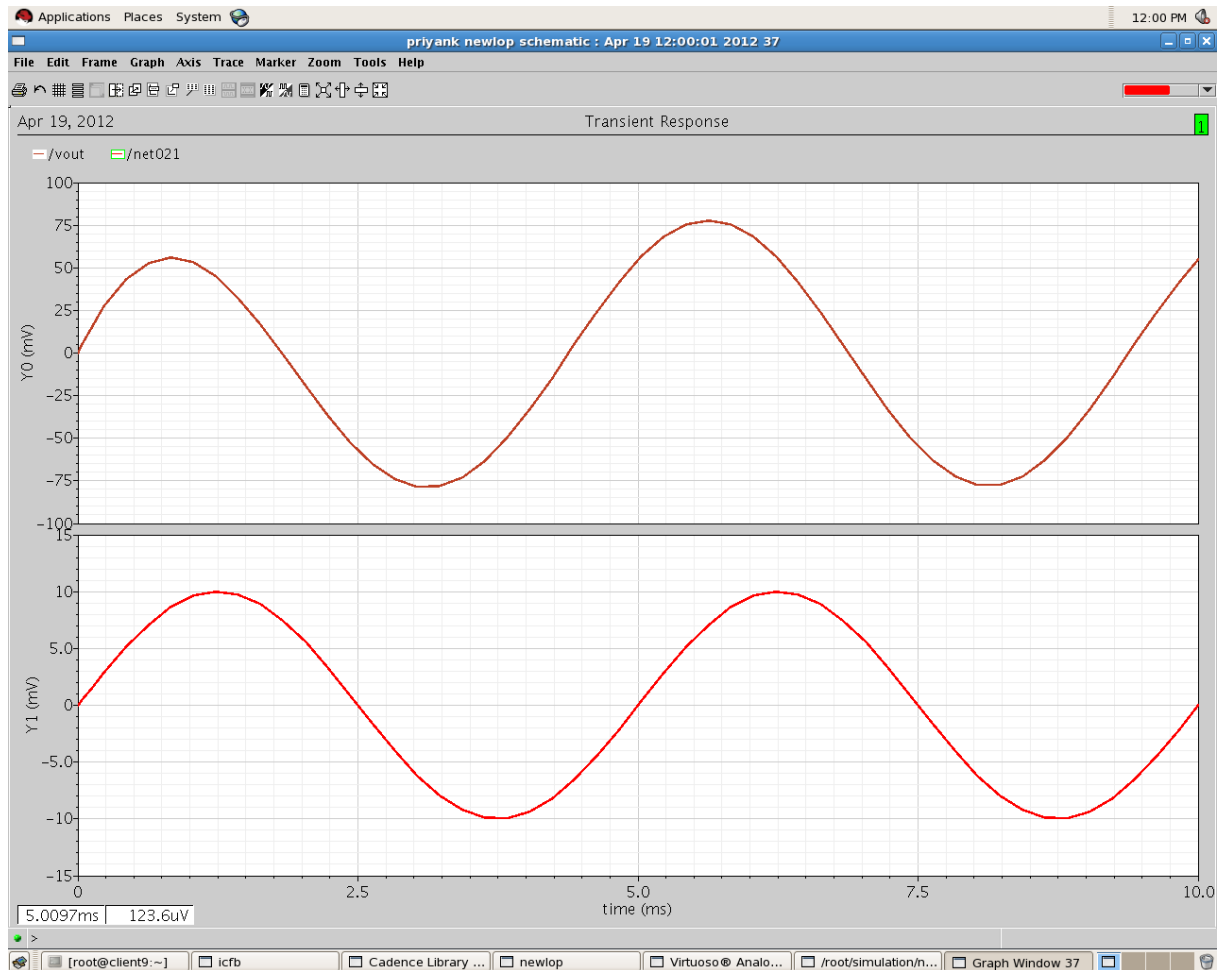 Applications Places System 12:00 PM
priyank newlop schematic : Apr 19 12:00:01 2012 37
File Edit Frame Graph Axis Trace Marker Zoom Tools Help
Apr 19, 2012 Transient Response 1
/vout /net021
100
75
50
25
0
-25
-50
-75
-100
Y0 (mV)
15
10
5.0
0
-5.0
-10
-15
Y1 (mV)
0 2.5 5.0 7.5 10.0
time (ms)
5.0097ms 123.6uV
>
[root@client9:~] icfb Cadence Library ... newlop Virtuoso® Analo... /root/simulation/n... Graph Window 37